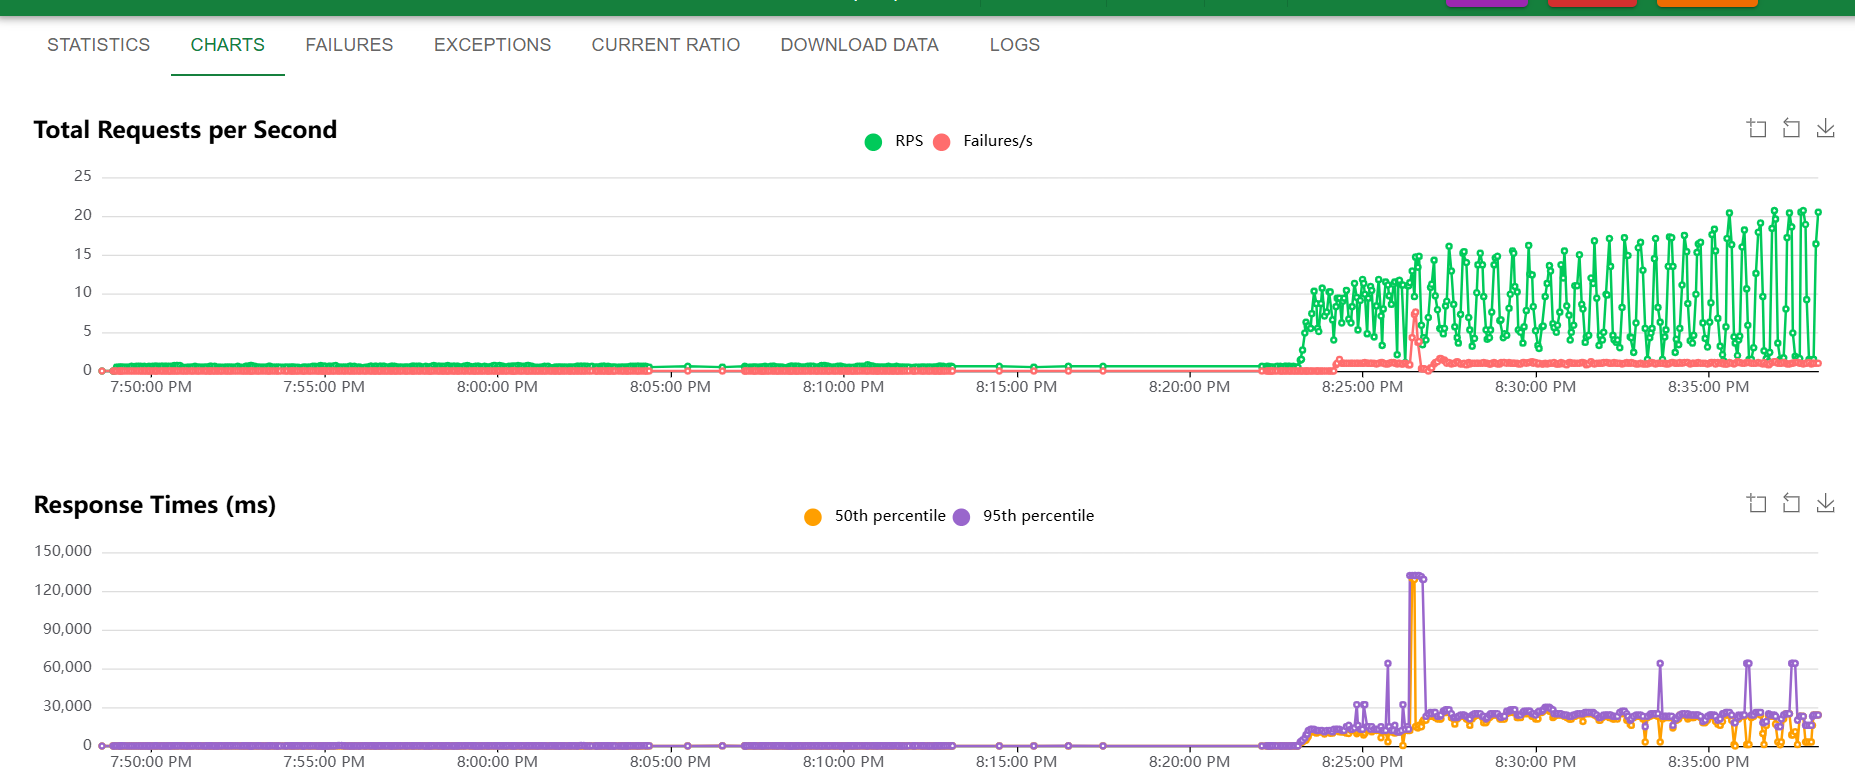 STATISTICS CHARTS FAILURES EXCEPTIONS CURRENT RATIO DOWNLOAD DATA LOGS
Total Requests per Second
RPS Failures/s
25
20
15
10
5
0
7:50:00 PM 7:55:00 PM 8:00:00 PM 8:05:00 PM 8:10:00 PM 8:15:00 PM 8:20:00 PM 8:25:00 PM 8:30:00 PM 8:35:00 PM
Response Times (ms)
50th percentile 95th percentile
150,000
120,000
90,000
60,000
30,000
0
7:50:00 PM 7:55:00 PM 8:00:00 PM 8:05:00 PM 8:10:00 PM 8:15:00 PM 8:20:00 PM 8:25:00 PM 8:30:00 PM 8:35:00 PM